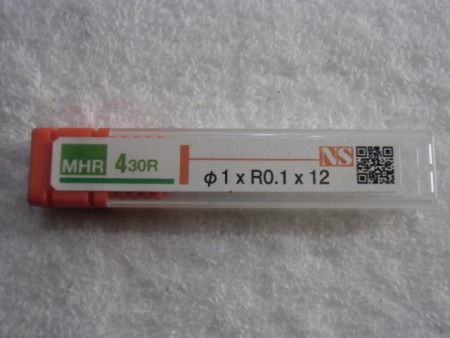 MHR 430R
NS
φ1 x R0.1 x 12